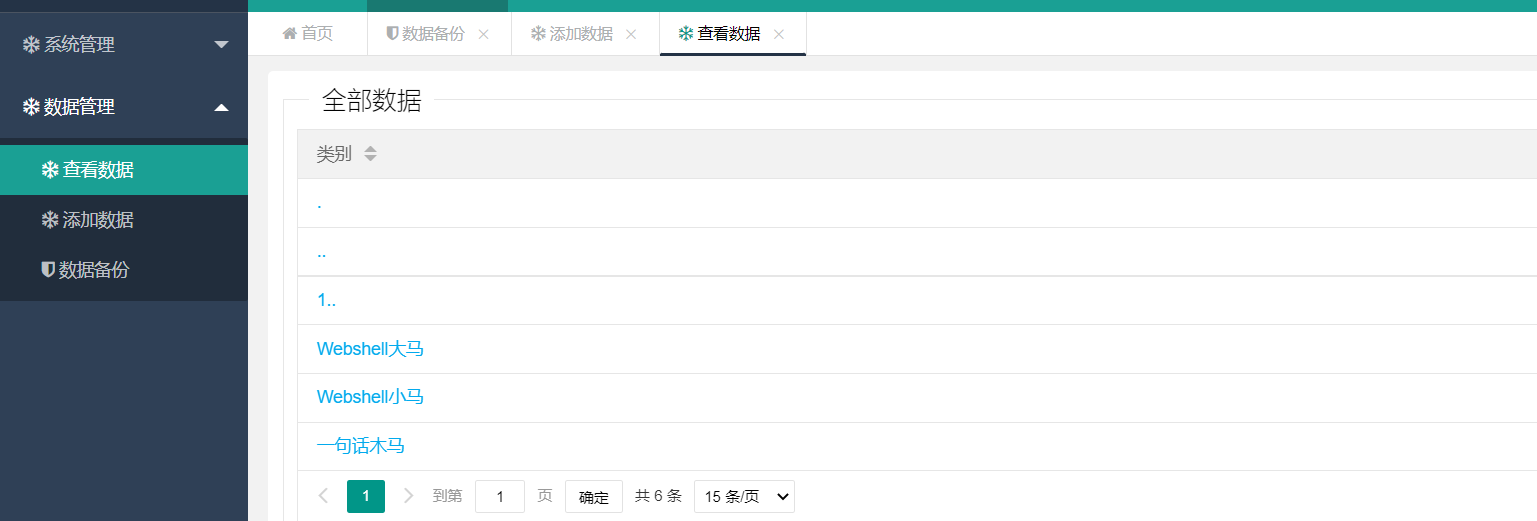 系统管理
数据管理
查看数据
添加数据
数据备份
首页 数据备份 添加数据 查看数据
全部数据
类别
.
..
1..
Webshell大马
Webshell小马
一句话木马
1 到第 1 页 确定 共 6 条 15 条/页